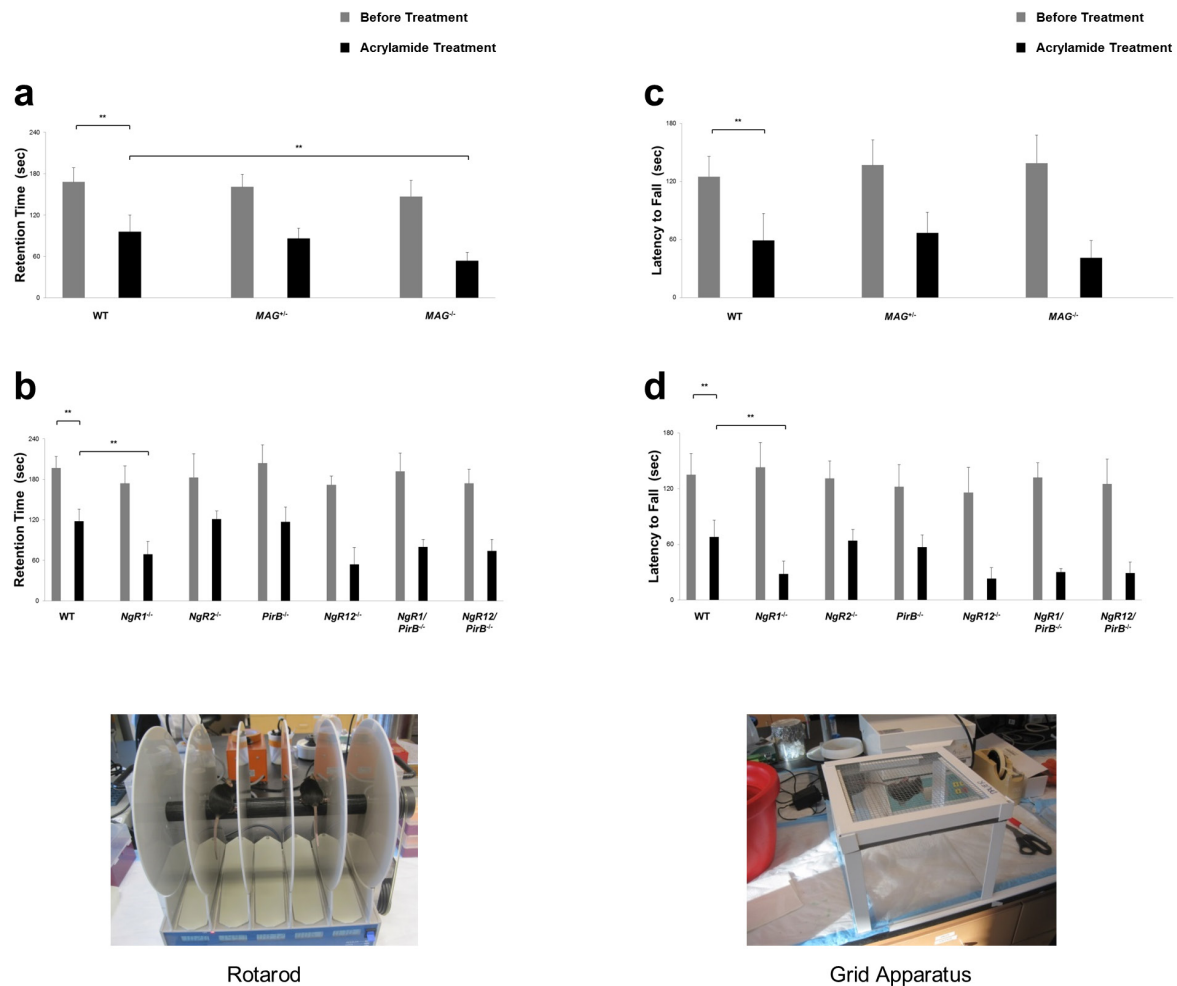 Before Treatment
Acrylamide Treatment
Before Treatment
Acrylamide Treatment
a
**
**
240
180
120
60
0
Retention Time (sec)
WT MAG+/- MAG-/-
c
**
180
120
60
0
Latency to Fall (sec)
WT MAG+/- MAG-/-
b
**
**
240
180
120
60
0
Retention Time (sec)
WT NgR1-/- NgR2-/- PirB-/- NgR12-/- NgR1/ NgR12/
PirB-/- PirB-/-
d
**
**
180
120
60
0
Latency to Fall (sec)
WT NgR1-/- NgR2-/- PirB-/- NgR12-/- NgR1/ NgR12/
PirB-/- PirB-/-
Rotarod
Grid Apparatus